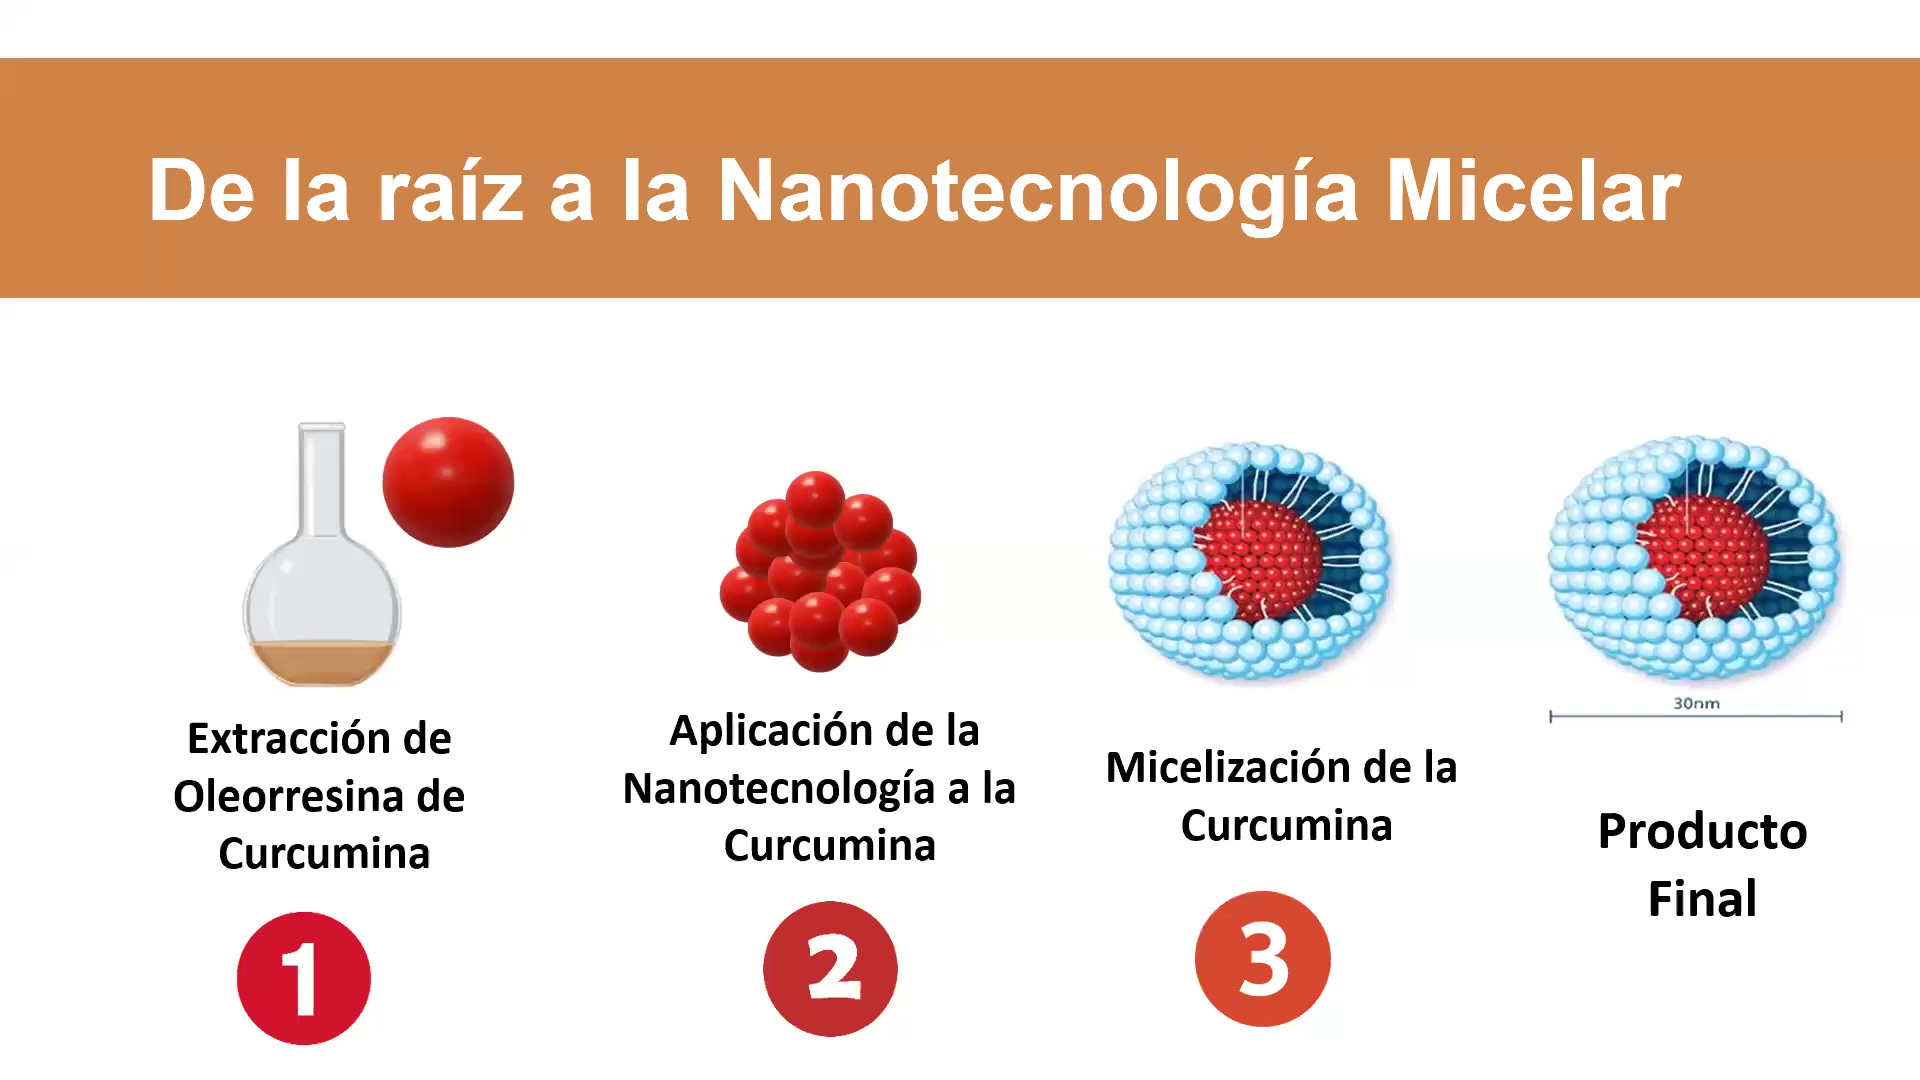 De la raíz a la Nanotecnología Micelar
Extracción de
Oleorresina de
Curcumina
1
Aplicación de la
Nanotecnología a la
Curcumina
2
Micelización de la
Curcumina
3
30nm
Producto
Final